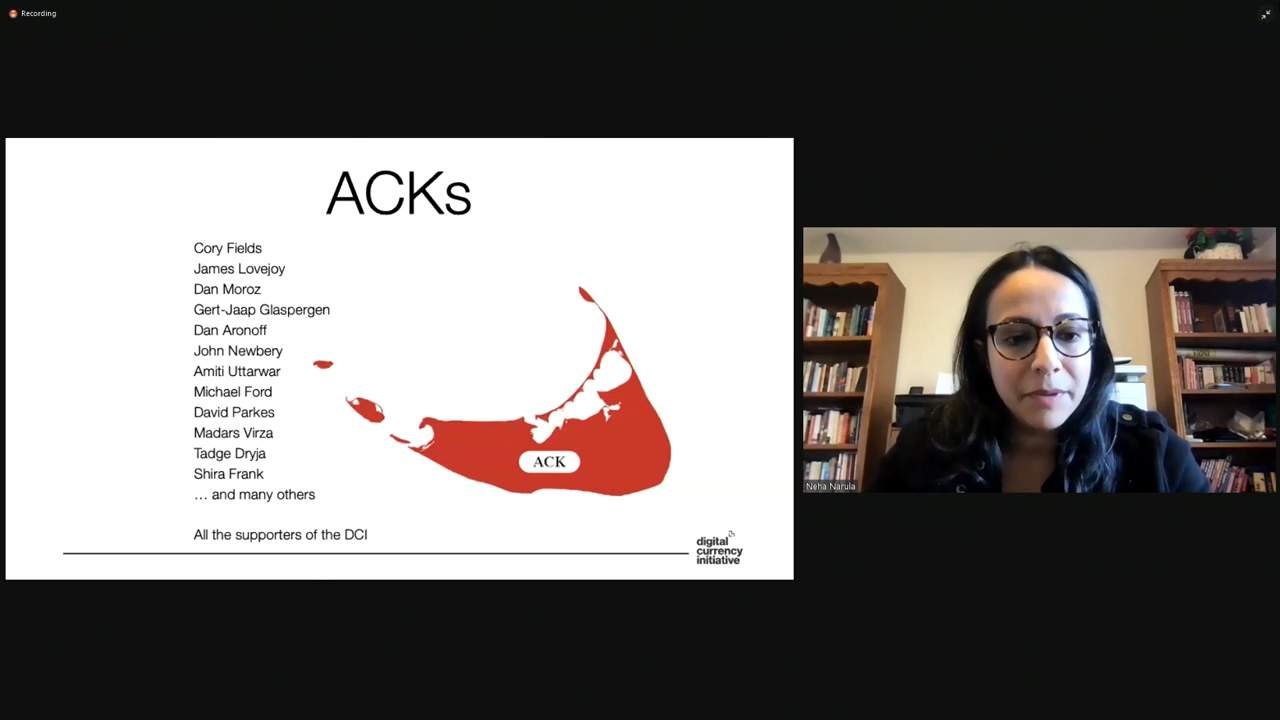 Recording
ACKs
Cory Fields
James Lovejoy
Dan Moroz
Gert-Jaap Glaspergen
Dan Aronoff
John Newbery
Amiti Uttarwar
Michael Ford
David Parkes
Madars Virza
Tadge Dryja
Shira Frank
... and many others
All the supporters of the DCI
ACK
digital
currency
initiative
Neha Narula